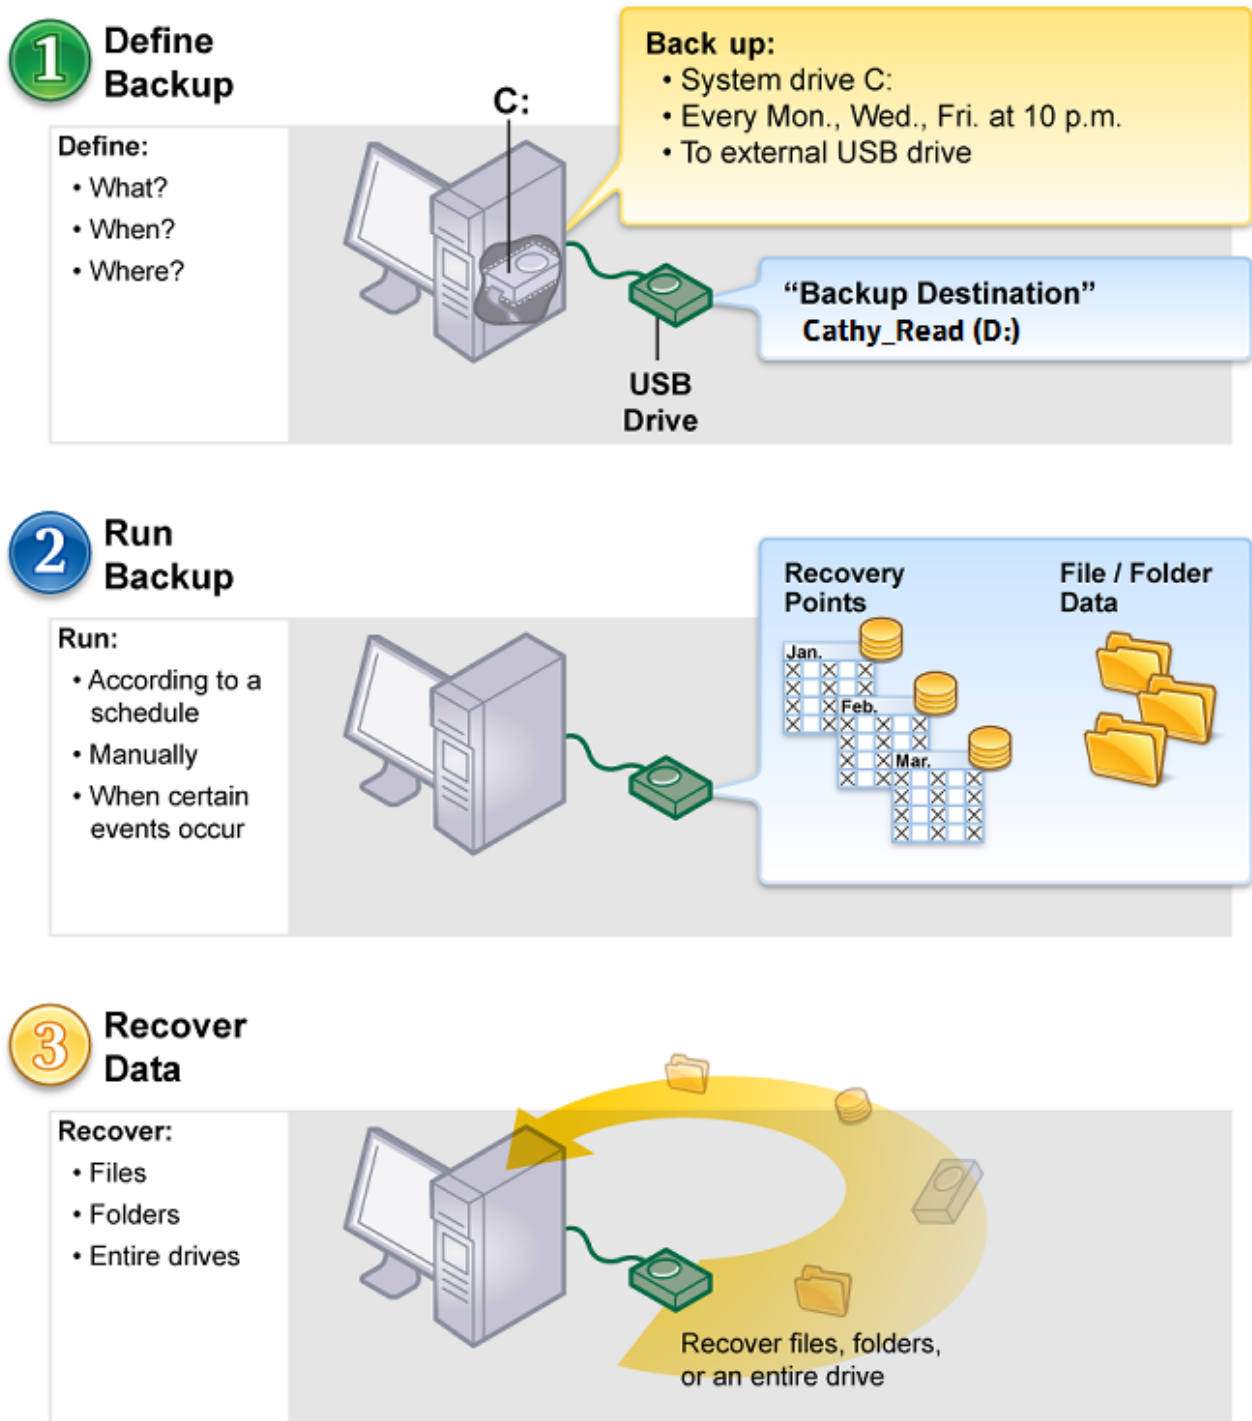 1
Define
Backup
C:
Back up:
• System drive C:
• Every Mon., Wed., Fri. at 10 p.m.
• To external USB drive
Define:
• What?
• When?
• Where?
“Backup Destination”
Cathy_Read (D:)
USB
Drive
2
Run
Backup
Run:
• According to a
schedule
• Manually
• When certain
events occur
Recovery
Points
File / Folder
Data
Jan.
Feb.
Mar.
3
Recover
Data
Recover:
• Files
• Folders
• Entire drives
Recover files, folders,
or an entire drive